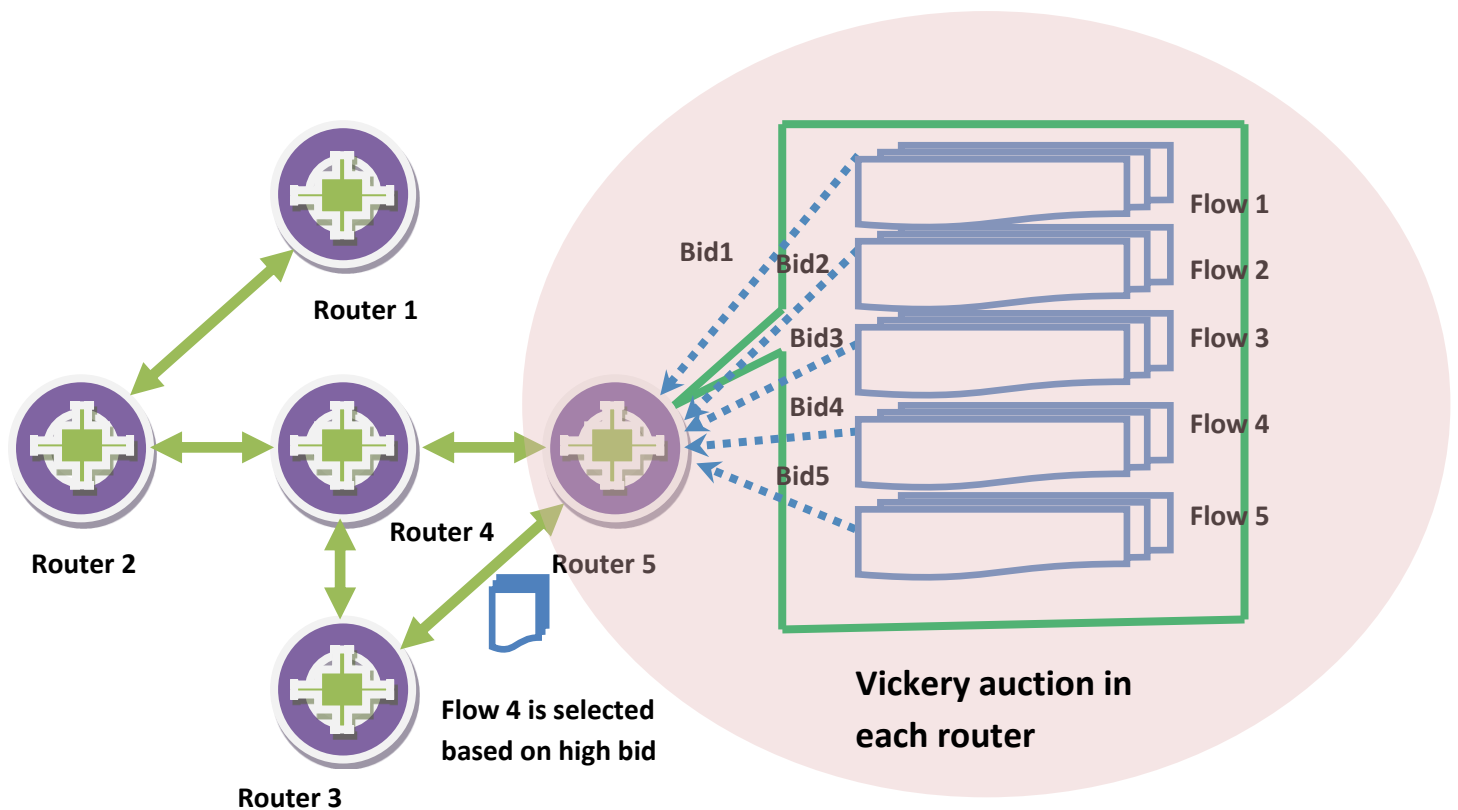 Flow 1
Bid1
Bid2
Flow 2
Router 1
Bid3
Flow 3
Bid4
Flow 4
Bid5
Flow 5
Router 4
Router 2
Router 5
Vickery auction in
each router
Flow 4 is selected
based on high bid
Router 3